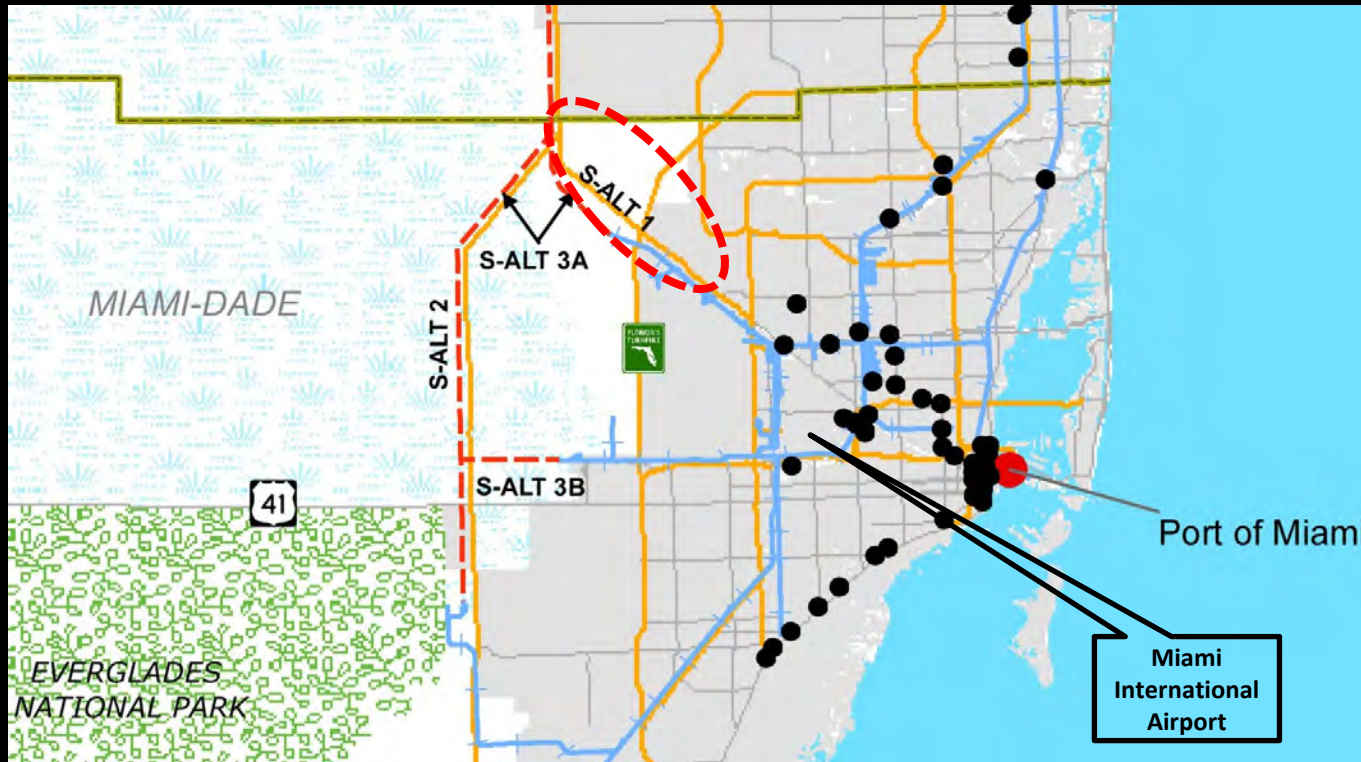 S-ALT 1
S-ALT 3A
MIAMI-DADE
S-ALT 2
FLORIDA'S
TURNPIKE
S-ALT 3B
41
Port of Miam
EVERGLADES
NATIONAL PARK
Miami
International
Airport